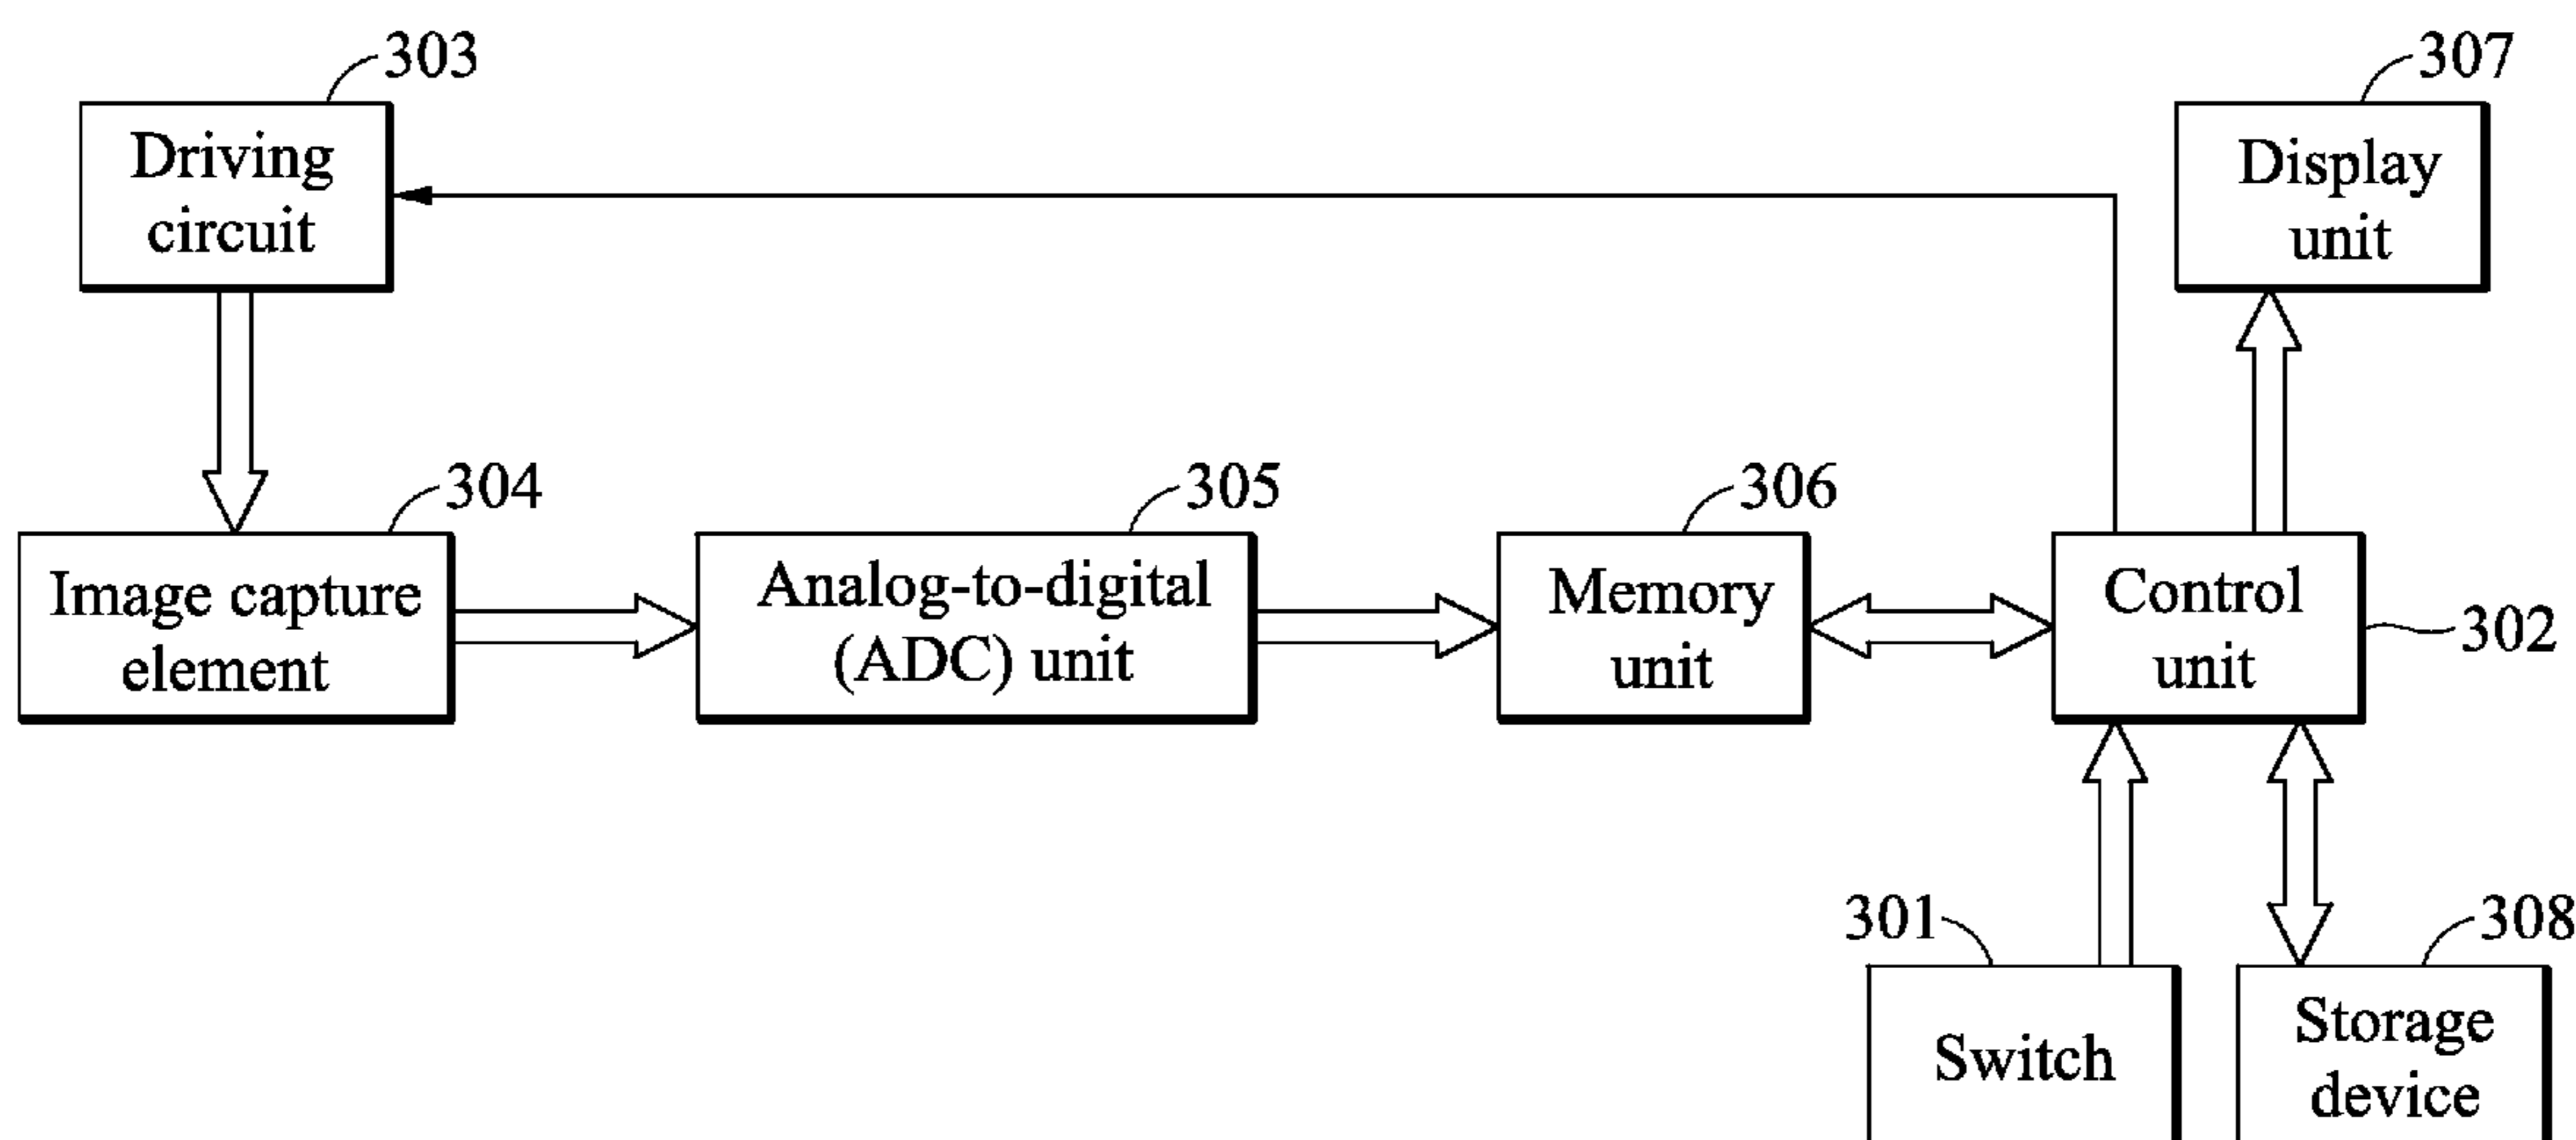 303
307
Driving
circuit
Display
unit
304
305
306
Image capture
element
Analog-to-digital
(ADC) unit
Memory
unit
Control
unit
302
301
308
Switch
Storage
device